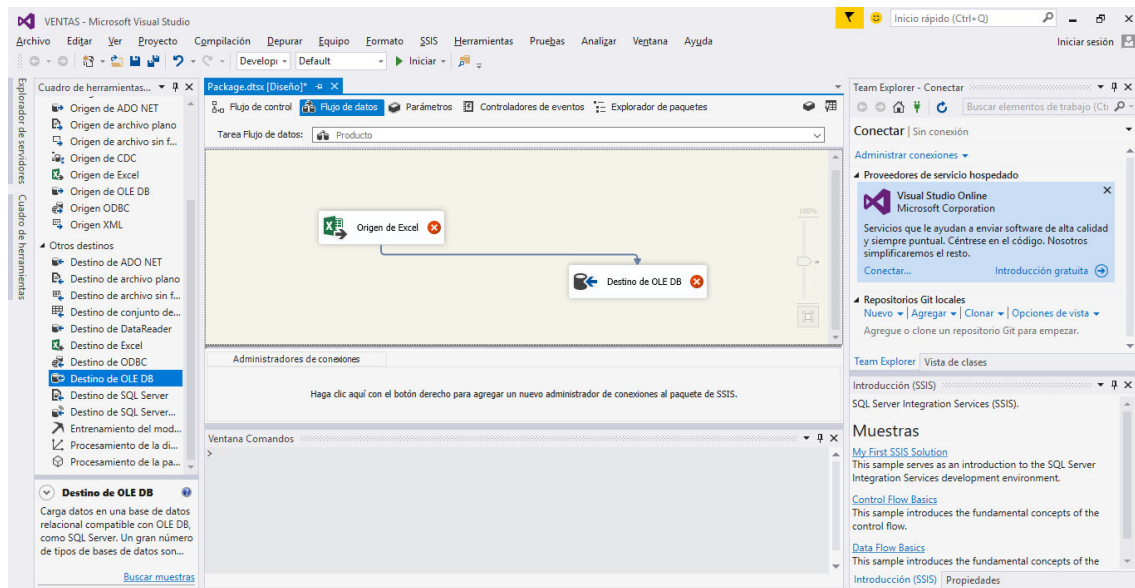 VENTAS - Microsoft Visual Studio
Inicio rápido (Ctrl+Q)
Archivo Editar Ver Proyecto Compilación Depurar Equipo Formato SSIS Herramientas Pruebas Analizar Ventana Ayuda
Iniciar sesión
Developı Default Iniciar
Explorador de servidores
Cuadro de herramientas
Cuadro de herramientas...
Origen de ADO NET
Origen de archivo plano
Origen de archivo sin f...
Origen de CDC
Origen de Excel
Origen de OLE DB
Origen ODBC
Origen XML
Otros destinos
Destino de ADO NET
Destino de archivo plano
Destino de archivo sin f...
Destino de conjunto de...
Destino de DataReader
Destino de Excel
Destino de ODBC
Destino de OLE DB
Destino de SQL Server
Destino de SQL Server...
Entrenamiento del mod...
Procesamiento de la di...
Procesamiento de la pa...
Destino de OLE DB
Carga datos en una base de datos
relacional compatible con OLE DB,
como SQL Server. Un gran número
de tipos de bases de datos son...
Buscar muestras
Package.dtsx [Diseño]*
Flujo de control Flujo de datos Parámetros Controladores de eventos Explorador de paquetes
Tarea Flujo de datos: Producto
100%
Origen de Excel
Destino de OLE DB
Administradores de conexiones
Haga clic aquí con el botón derecho para agregar un nuevo administrador de conexiones al paquete de SSIS.
Ventana Comandos
>
Team Explorer - Conectar
Buscar elementos de trabajo (Ctı
Conectar | Sin conexión
Administrar conexiones
Proveedores de servicio hospedado
Visual Studio Online
Microsoft Corporation
Servicios que le ayudan a enviar software de alta calidad
y siempre puntual. Céntrese en el código. Nosotros
simplificaremos el resto.
Conectar... Introducción gratuita
Repositorios Git locales
Nuevo | Agregar | Clonar | Opciones de vista
Agregue o clone un repositorio Git para empezar.
Team Explorer Vista de clases
Introducción (SSIS)
SQL Server Integration Services (SSIS).
Muestras
My First SSIS Solution
This sample serves as an introduction to the SQL Server
Integration Services development environment.
Control Flow Basics
This sample introduces the fundamental concepts of the
control flow.
Data Flow Basics
This sample introduces the fundamental concepts of the
Introducción (SSIS) Propiedades